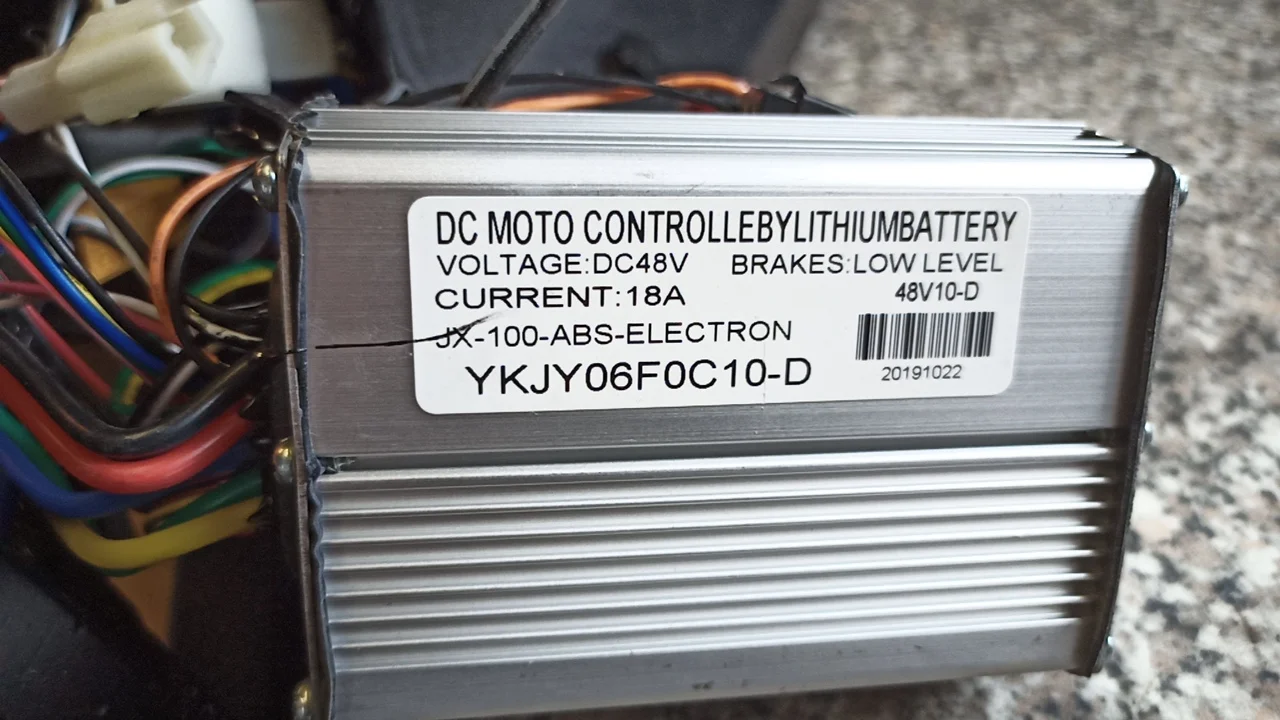 DC MOTO CONTROLLEBYLITHIUMBATTERY
VOLTAGE:DC48V BRAKES:LOW LEVEL
CURRENT:18A 48V10-D
JX-100-ABS-ELECTRON
YKJY06F0C10-D
20191022